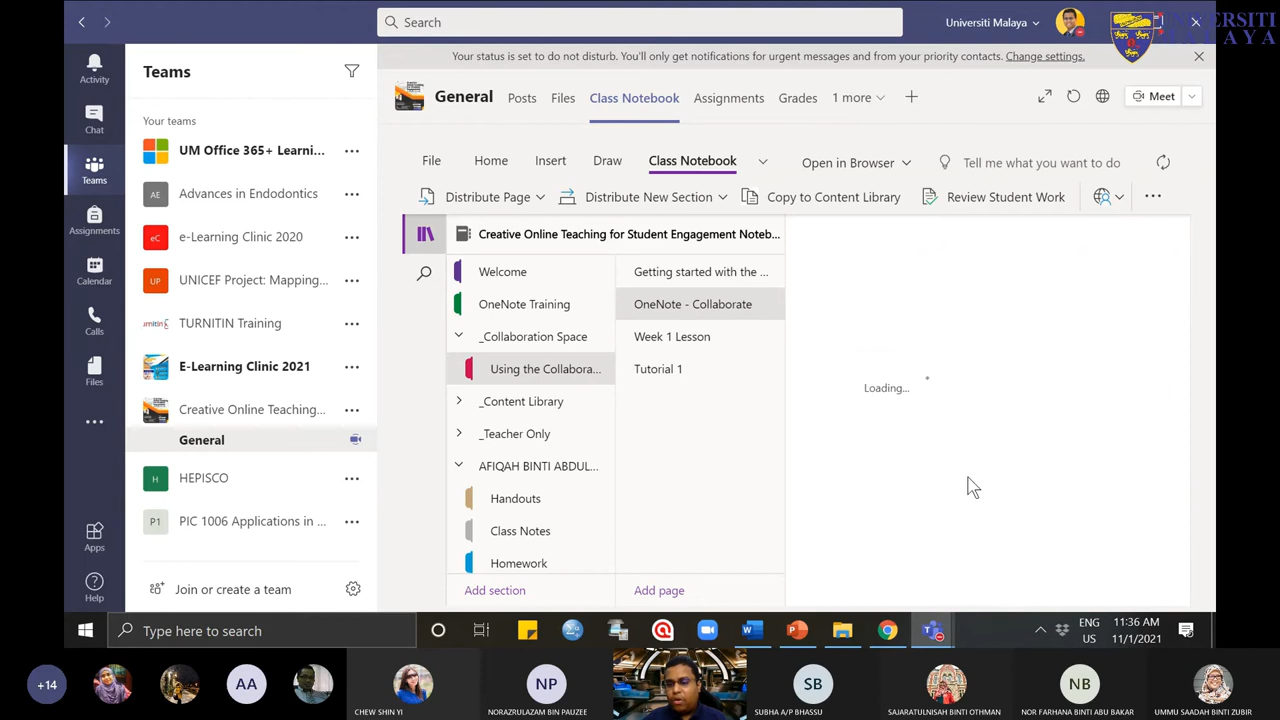 Search
Universiti Malaya
Your status is set to do not disturb. You'll only get notifications for urgent messages and from your priority contacts. Change settings.
Activity
Chat
Teams
Assignments
Calendar
Calls
Files
Apps
Help
Teams
Your teams
UM Office 365+ Learni...
AE Advances in Endodontics
eC e-Learning Clinic 2020
UP UNICEF Project: Mapping...
TURNITIN Training
E-Learning Clinic 2021
Creative Online Teaching...
General
H HEPISCO
P1 PIC 1006 Applications in ...
Join or create a team
General Posts Files Class Notebook Assignments Grades 1 more
Meet
File Home Insert Draw Class Notebook Open in Browser Tell me what you want to do
Distribute Page Distribute New Section Copy to Content Library Review Student Work
Creative Online Teaching for Student Engagement Noteb...
Welcome
OneNote Training
_Collaboration Space
Using the Collabora...
_Content Library
_Teacher Only
AFIQAH BINTI ABDUL...
Handouts
Class Notes
Homework
Add section
Getting started with the ...
OneNote - Collaborate
Week 1 Lesson
Tutorial 1
Add page
Loading...
Type here to search
ENG
US
11:36 AM
11/1/2021
+14
AA
CHEW SHIN YI
NP
NORAZRULAZAM BIN PAUZEE
SB
SUBHA A/P BHASSU
SAJARATULNISAH BINTI OTHMAN
NB
NOR FARHANA BINTI ABU BAKAR
UMMU SAADAH BINTI ZUBIR